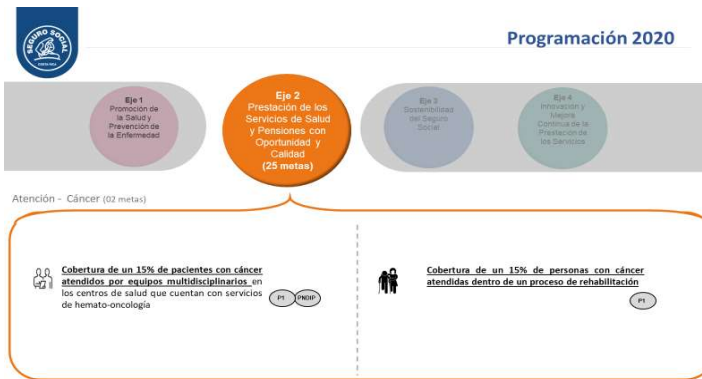 SEGURO SOCIAL
COSTA RICA
Programación 2020
Eje 1
Promoción de
la Salud y
Prevención de
la Enfermedad
Eje 2
Prestación de los
Servicios de Salud
y Pensiones con
Oportunidad y
Calidad
(25 metas)
Eje 3
Sostenibilidad
del Seguro
Social
Eje 4
Innovación y
Mejora
Continua de la
Prestación de
los Servicios
Atención - Cáncer (02 metas)
Cobertura de un 15% de pacientes con cáncer
atendidos por equipos multidisciplinarios en
los centros de salud que cuentan con servicios
de hemato-oncología
P1
PNDIP
Cobertura de un 15% de personas con cáncer
atendidas dentro de un proceso de rehabilitación
P1